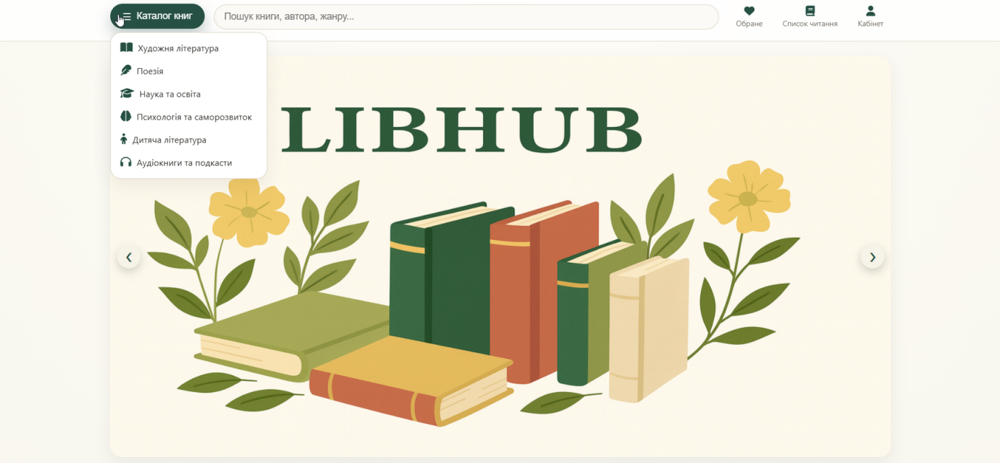 Каталог книг
Пошук книги, автора, жанру...
Обране
Список читання
Кабінет
Художня література
Поезія
Наука та освіта
Психологія та саморозвиток
Дитяча література
Аудіокниги та подкасти
LIBHUB